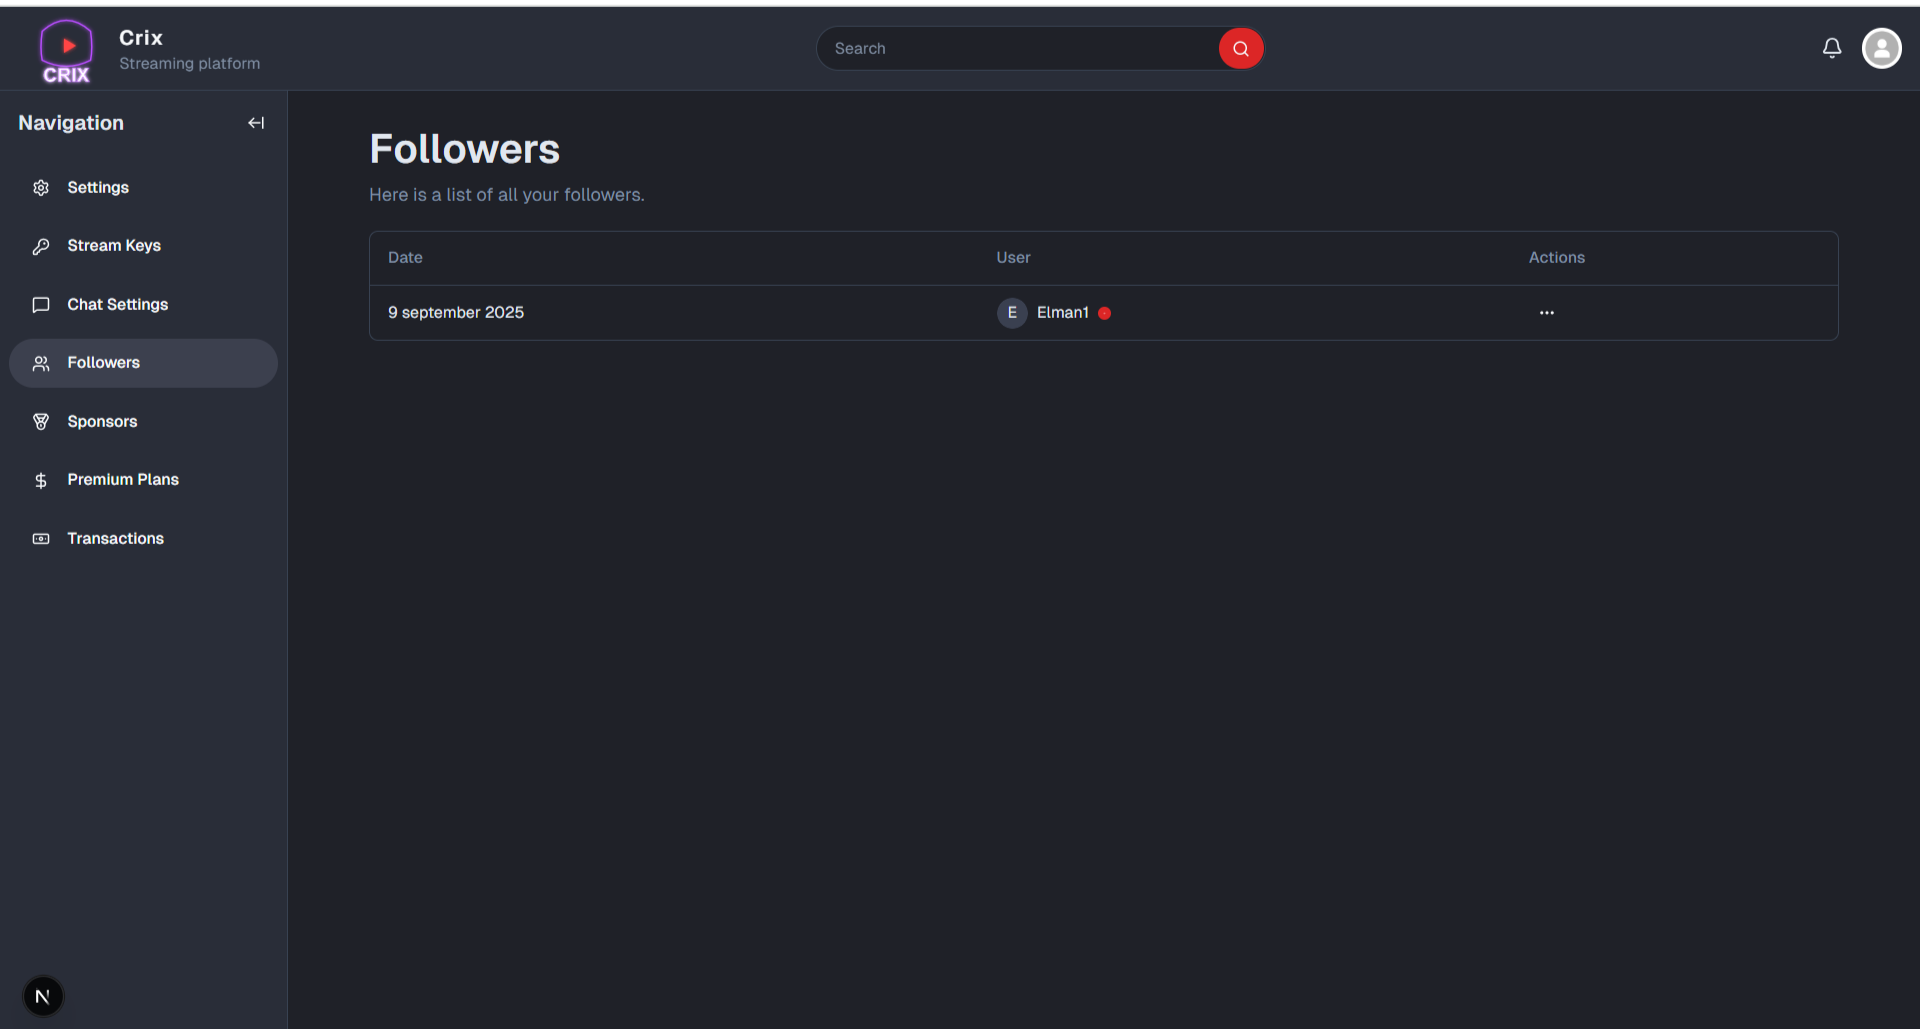 CRIX
Crix
Streaming platform
Search
Navigation
Settings
Stream Keys
Chat Settings
Followers
Sponsors
Premium Plans
Transactions
Followers
Here is a list of all your followers.
Date User Actions
9 september 2025 E Elman1 ...
N